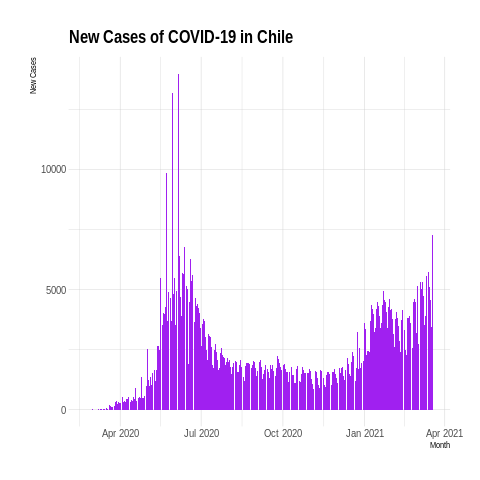 New Cases of COVID-19 in Chile
New Cases
10000
5000
0
Apr 2020 Jul 2020 Oct 2020 Jan 2021 Apr 2021
Month